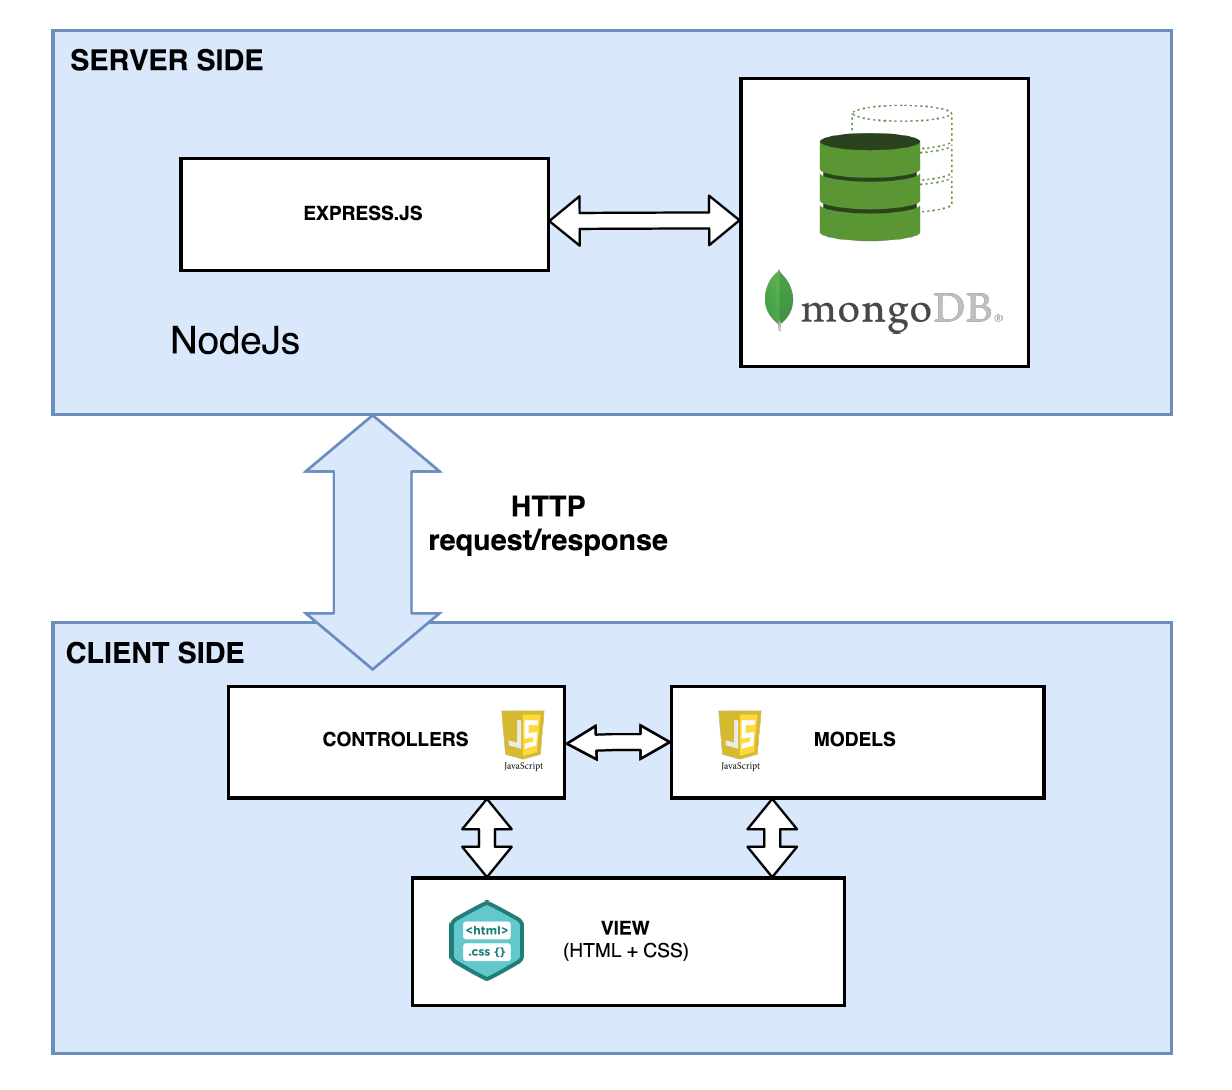 SERVER SIDE
EXPRESS.JS
mongoDB®
NodeJs
HTTP
request/response
CLIENT SIDE
CONTROLLERS
JS
JavaScript
JS
JavaScript
MODELS
<html>
.css {}
VIEW
(HTML + CSS)